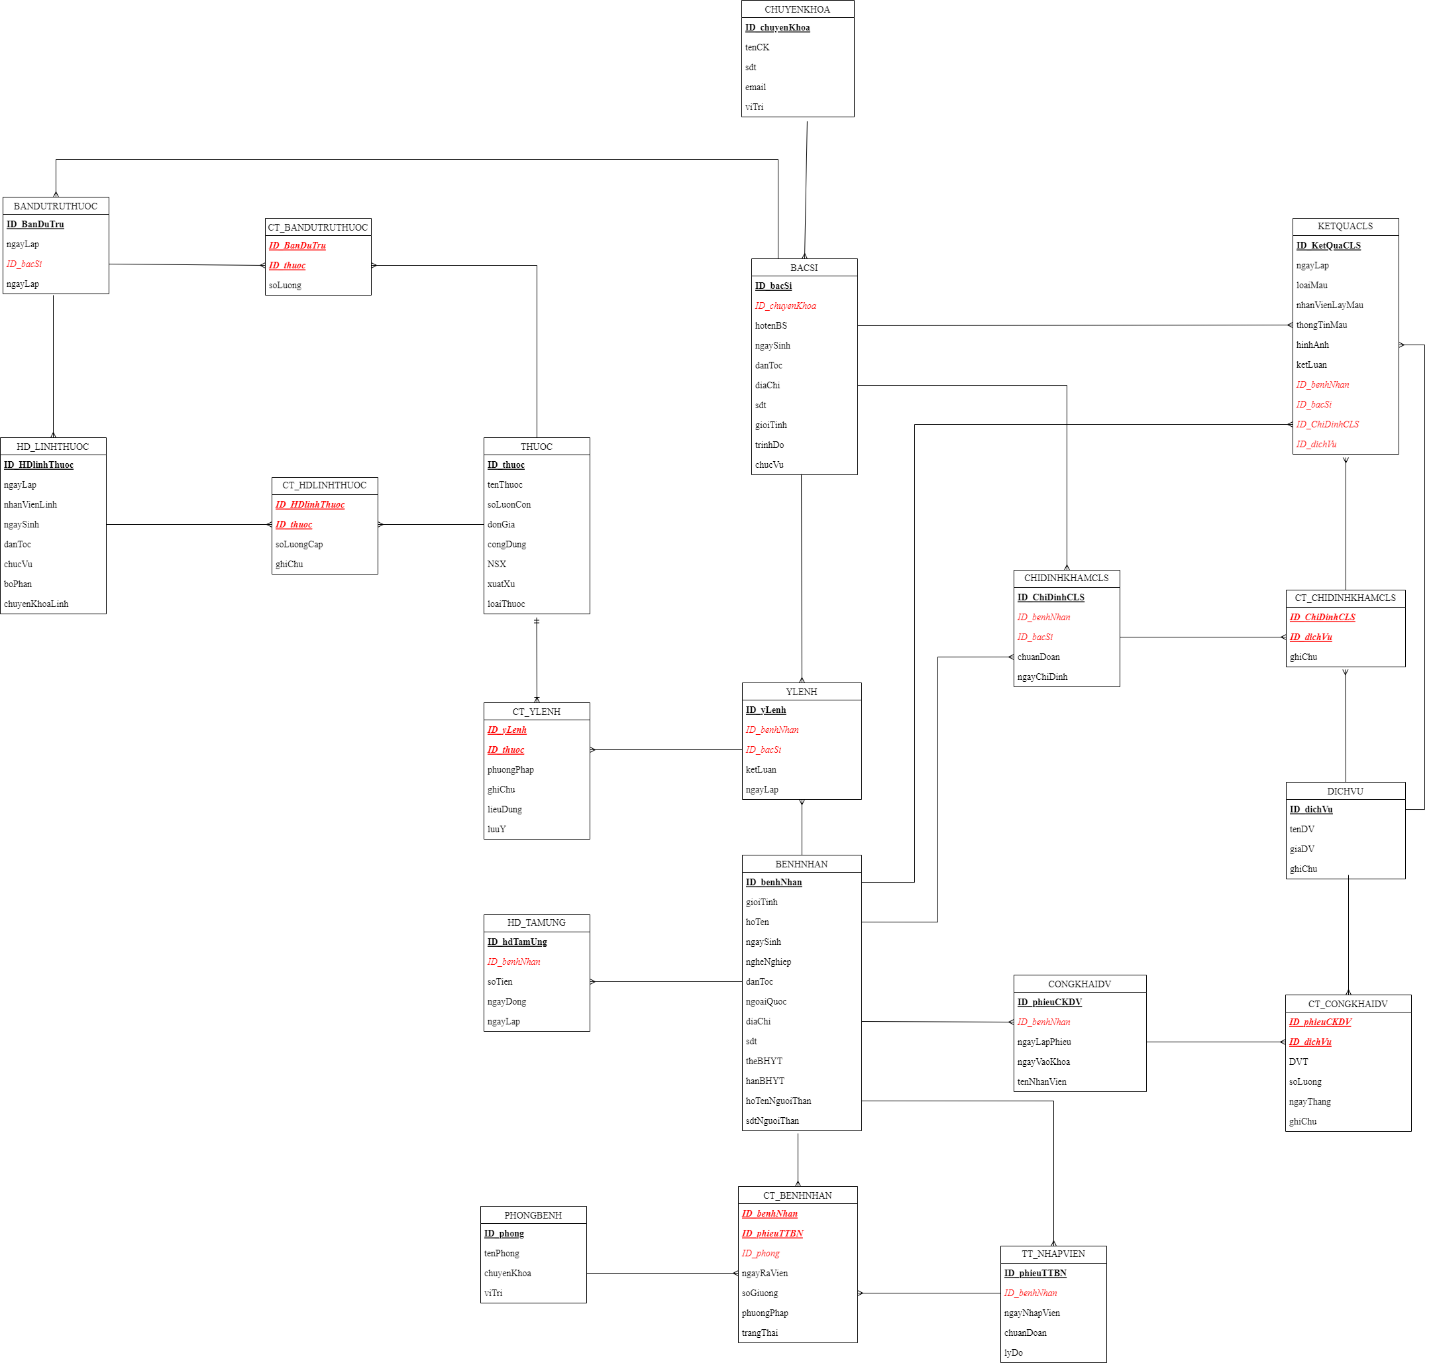 CHUYENKHOA
ID_chuyenKhoa
tenCK
sdt
email
viTri
BANDUTRUTHUOC
ID_BanDuTru
ngayLap
ID_bacSi
ngayLap
CT_BANDUTRUTHUOC
ID_BanDuTru
ID_thuoc
soLuong
BACSI
ID_bacSi
ID_chuyenKhoa
hotenBS
ngaySinh
danToc
diaChi
sdt
gioiTinh
trinhDo
chucVu
KETQUACLS
ID_KetQuaCLS
ngayLap
loaiMau
nhanVienLayMau
thongTinMau
hinhAnh
ketLuan
ID_benhNhan
ID_bacSi
ID_ChiDinhCLS
ID_dichVu
HD_LINHTHUOC
ID_HDlinhThuoc
ngayLap
nhanVienLinh
ngaySinh
danToc
chucVu
boPhan
chuyenKhoaLinh
CT_HDLINHTHUOC
ID_HDlinhThuoc
ID_thuoc
soLuongCap
ghiChu
THUOC
ID_thuoc
tenThuoc
soLuonCon
donGia
congDung
NSX
xuatXu
loaiThuoc
CHIDINHKHAMCLS
ID_ChiDinhCLS
ID_benhNhan
ID_bacSi
chuanDoan
ngayChiDinh
CT_CHIDINHKHAMCLS
ID_ChiDinhCLS
ID_dichVu
ghiChu
CT_YLENH
ID_yLenh
ID_thuoc
phuongPhap
ghiChu
lieuDung
luuY
YLENH
ID_yLenh
ID_benhNhan
ID_bacSi
ketLuan
ngayLap
DICHVU
ID_dichVu
tenDV
giaDV
ghiChu
BENHNHAN
ID_benhNhan
gioiTinh
hoTen
ngaySinh
ngheNghiep
danToc
ngoaiQuoc
diaChi
sdt
theBHYT
hanBHYT
hoTenNguoiThan
sdtNguoiThan
HD_TAMUNG
ID_hdTamUng
ID_benhNhan
soTien
ngayDong
ngayLap
CONGKHAIDV
ID_phieuCKDV
ID_benhNhan
ngayLapPhieu
ngayVaoKhoa
tenNhanVien
CT_CONGKHAIDV
ID_phieuCKDV
ID_dichVu
DVT
soLuong
ngayThang
ghiChu
PHONGBENH
ID_phong
tenPhong
chuyenKhoa
viTri
CT_BENHNHAN
ID_benhNhan
ID_phieuTTBN
ID_phong
ngayRaVien
soGiuong
phuongPhap
trangThai
TT_NHAPVIEN
ID_phieuTTBN
ID_benhNhan
ngayNhapVien
chuanDoan
lyDo